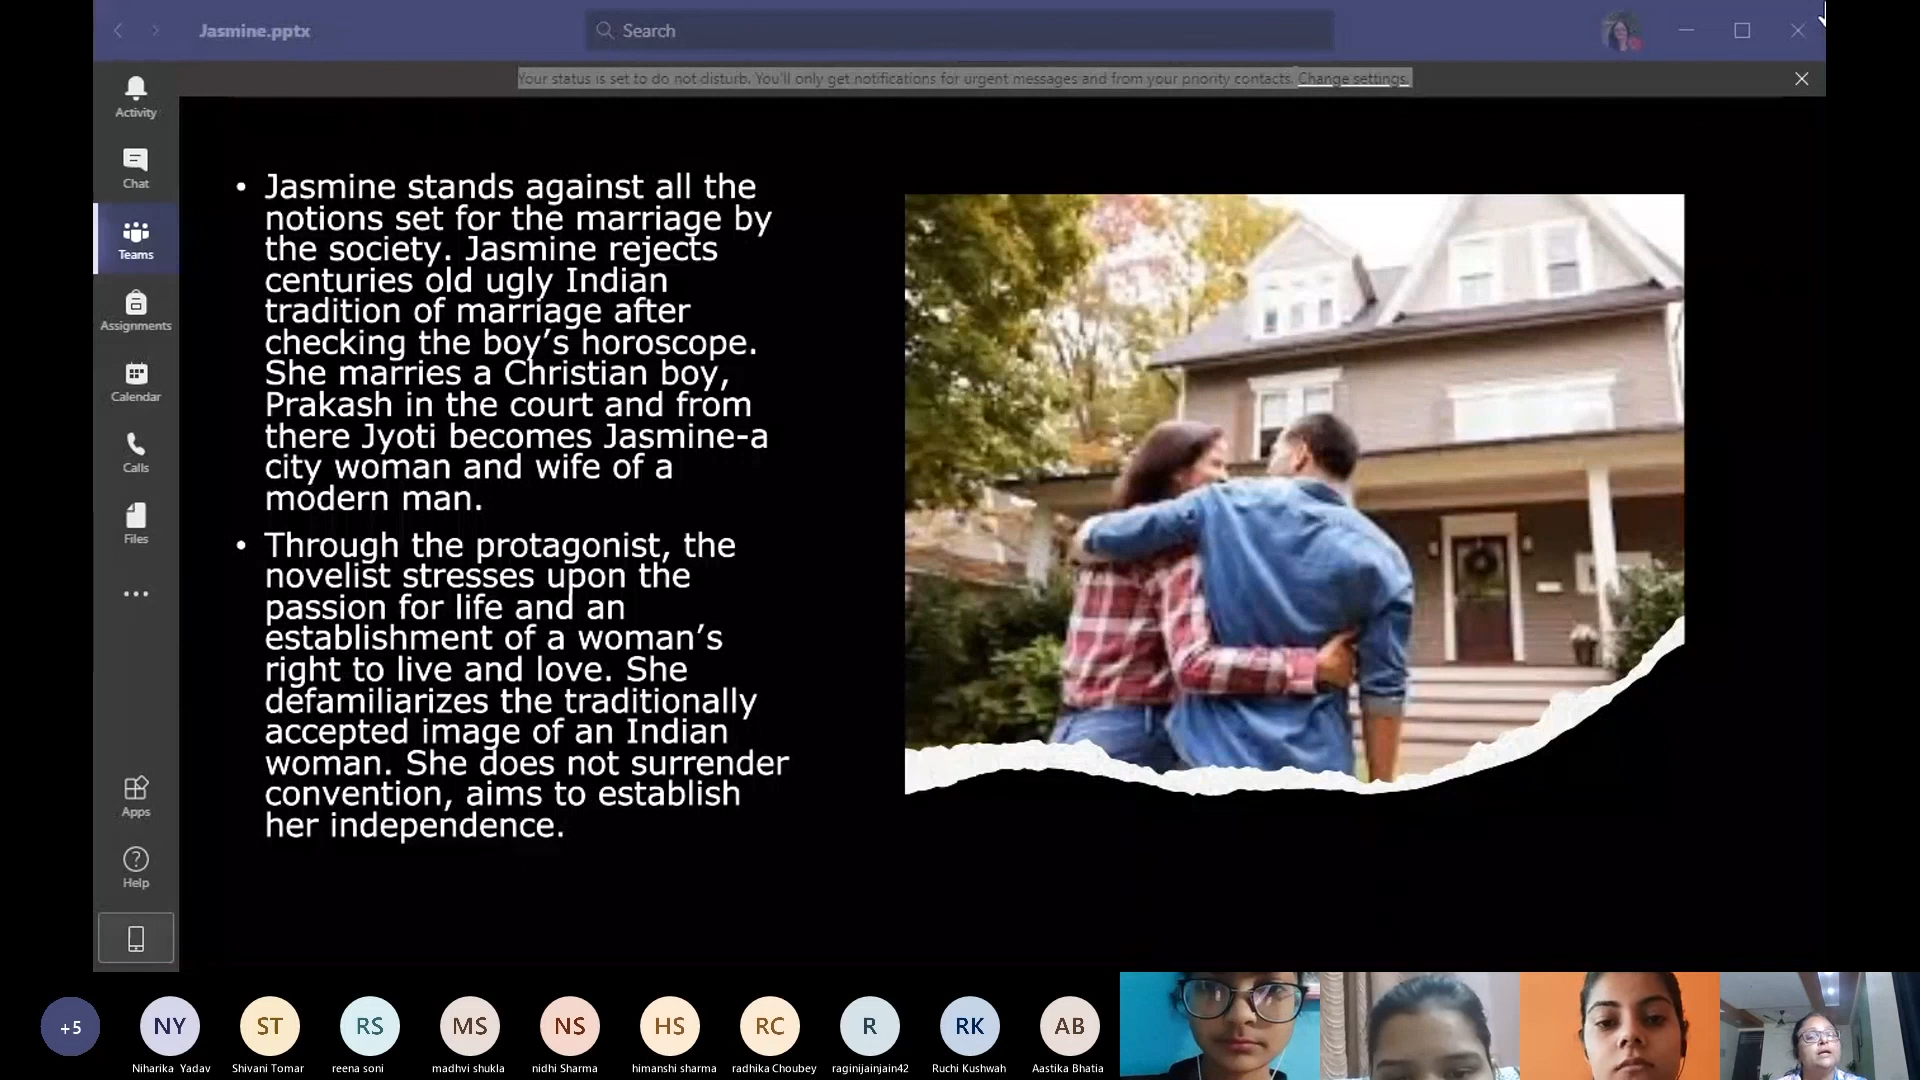 Jasmine.pptx
Search
Your status is set to do not disturb. You'll only get notifications for urgent messages and from your priority contacts. Change settings.
Activity
Chat
Teams
Assignments
Calendar
Calls
Files
Apps
Help
• Jasmine stands against all the
notions set for the marriage by
the society. Jasmine rejects
centuries old ugly Indian
tradition of marriage after
checking the boy's horoscope.
She marries a Christian boy,
Prakash in the court and from
there Jyoti becomes Jasmine-a
city woman and wife of a
modern man.
• Through the protagonist, the
novelist stresses upon the
passion for life and an
establishment of a woman's
right to live and love. She
defamiliarizes the traditionally
accepted image of an Indian
woman. She does not surrender
convention, aims to establish
her independence.
+5 NY ST RS MS NS HS RC R RK AB
Niharika Yadav Shivani Tomar reena soni madhvi shukla nidhi Sharma himanshi sharma radhika Choubey raginijainjain42 Ruchi Kushwah Aastika Bhatia